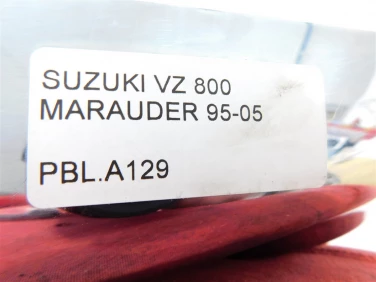 SUZUKI VZ 800
MARAUDER 95-05
PBL.A129